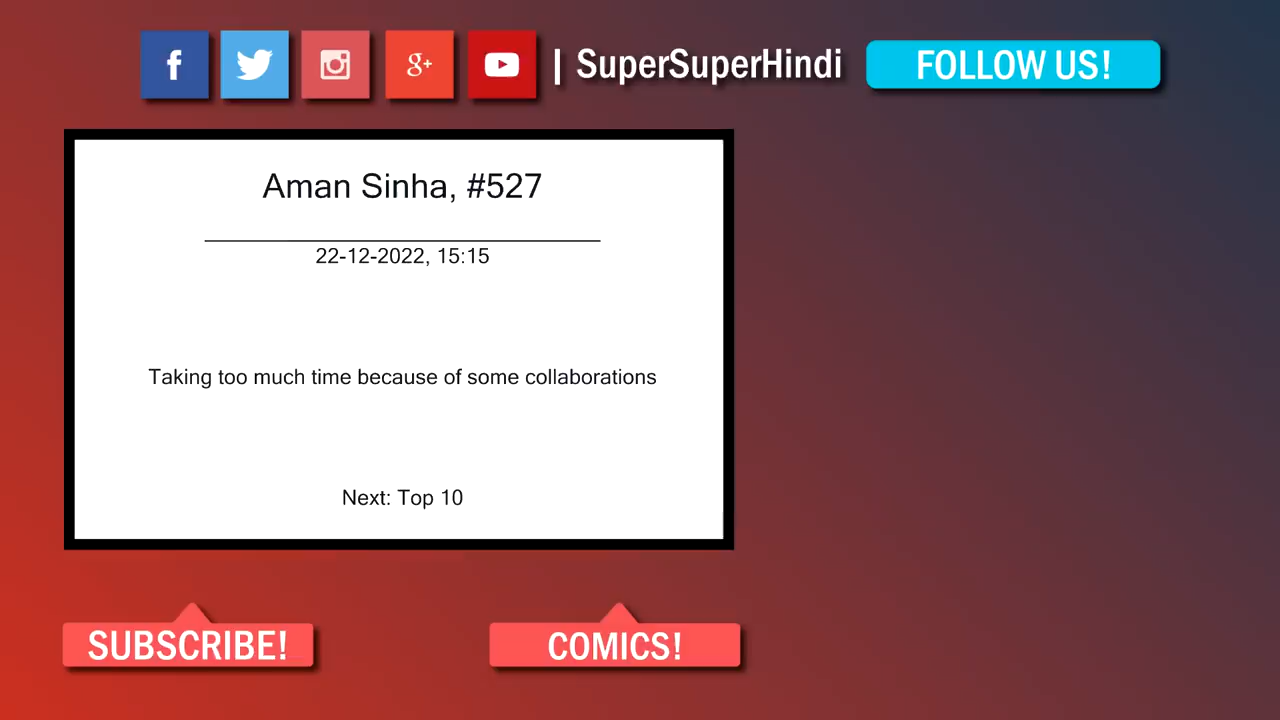 f g+ | SuperSuperHindi FOLLOW US!
Aman Sinha, #527
22-12-2022, 15:15
Taking too much time because of some collaborations
Next: Top 10
SUBSCRIBE! COMICS!